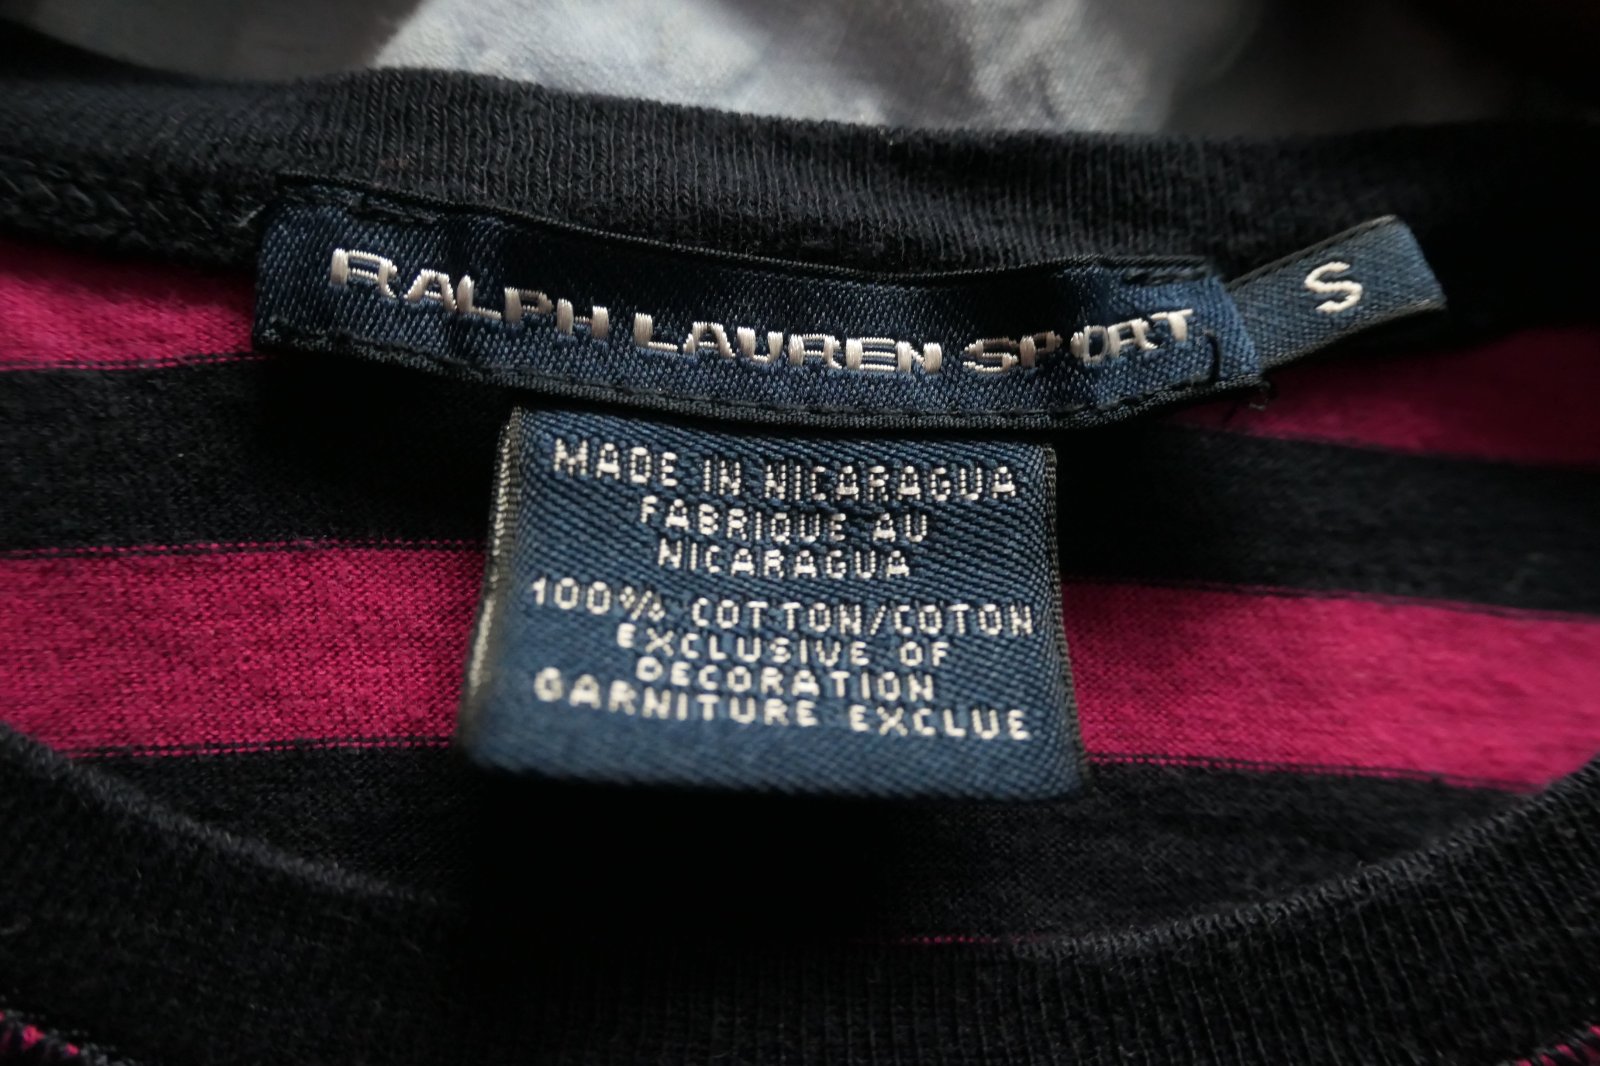 RALPH LAUREN SPORT
S
MADE IN NICARAGUA
FABRIQUE AU
NICARAGUA
100% COTTON/COTON
EXCLUSIVE OF
DECORATION
GARNITURE EXCLUE